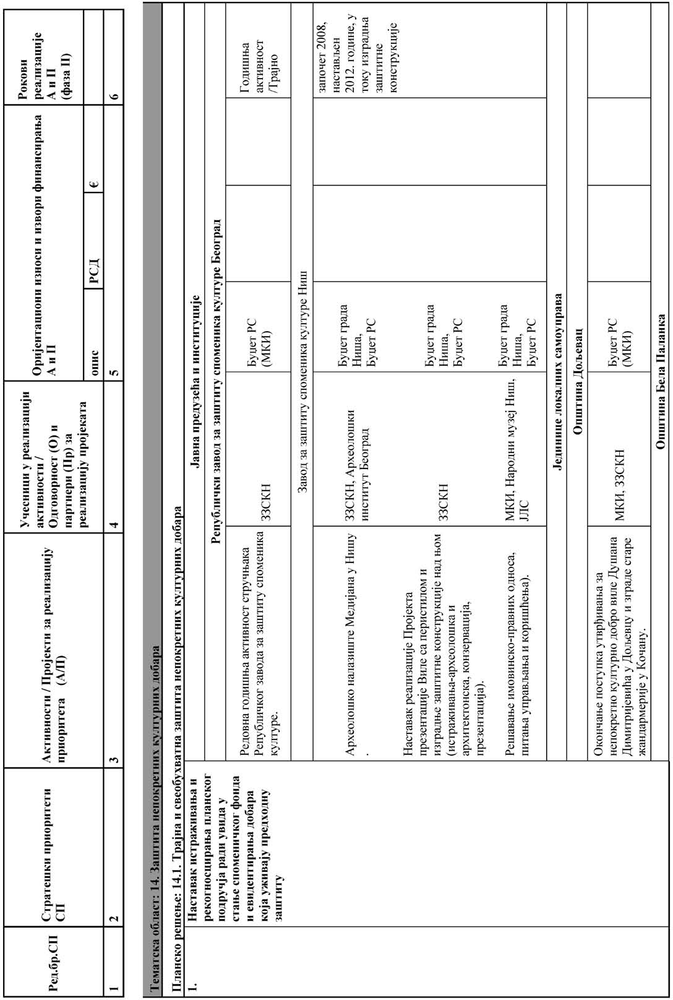 Ред.бр.СП
Стратешки приоритети
СП
Активности / Пројекти за реализацију
приоритета (А/П)
Учесници у реализацији
активности /
Одговорност (О) и
партнери (Пр) за
реализацију пројеката
Оријентациони износи и извори финансирања
А и П
опис
РСД
€
Рокови
реализације
А и П
(фаза II)
1
2
3
4
5
6
Тематска област: 14. Заштита непокретних културних добара
Планско решење: 14.1. Трајна и свеобухватна заштита непокретних културних добара
1.
Наставак истраживања и
рекогносцирања планског
подручја ради увида у
стање споменичког фонда
и евидентирања добара
која уживају предходну
заштиту
Јавна предузећа и институције
Републички завод за заштиту споменика културе Београд
Редовна годишња активност стручњака
Републичког завода за заштиту споменика
културе.
ЗЗСКН
Буџет РС
(МКИ)
Годишња
активност
/Трајно
Завод за заштиту споменика културе Ниш
Археолошко налазиште Медијана у Нишу
.
ЗЗСКН, Археолошки
институт Београд
Буџет града
Ниша,
Буџет РС
започет 2008,
настављен
2012. године, у
току изградња
заштитне
конструкције
Наставак реализације Пројекта
презентације Виле са перистилом и
изградње заштитне конструкције над њом
(истраживања-археолошка и
архитектонска, конзервација,
презентација).
ЗЗСКН
Буџет града
Ниша,
Буџет РС
Решавање имовинско-правних односа,
питања управљања и коришћења).
МКИ, Народни музеј Ниш,
ЈЛС
Буџет града
Ниша,
Буџет РС
Јединице локалних самоуправа
Општина Дољевац
Окончање поступка утврђивања за
непокретно културно добро виле Душана
Димитријевића у Дољевцу и зграде старе
жандармерије у Кочану.
МКИ, ЗЗСКН
Буџет РС
(МКИ)
Општина Бела Паланка